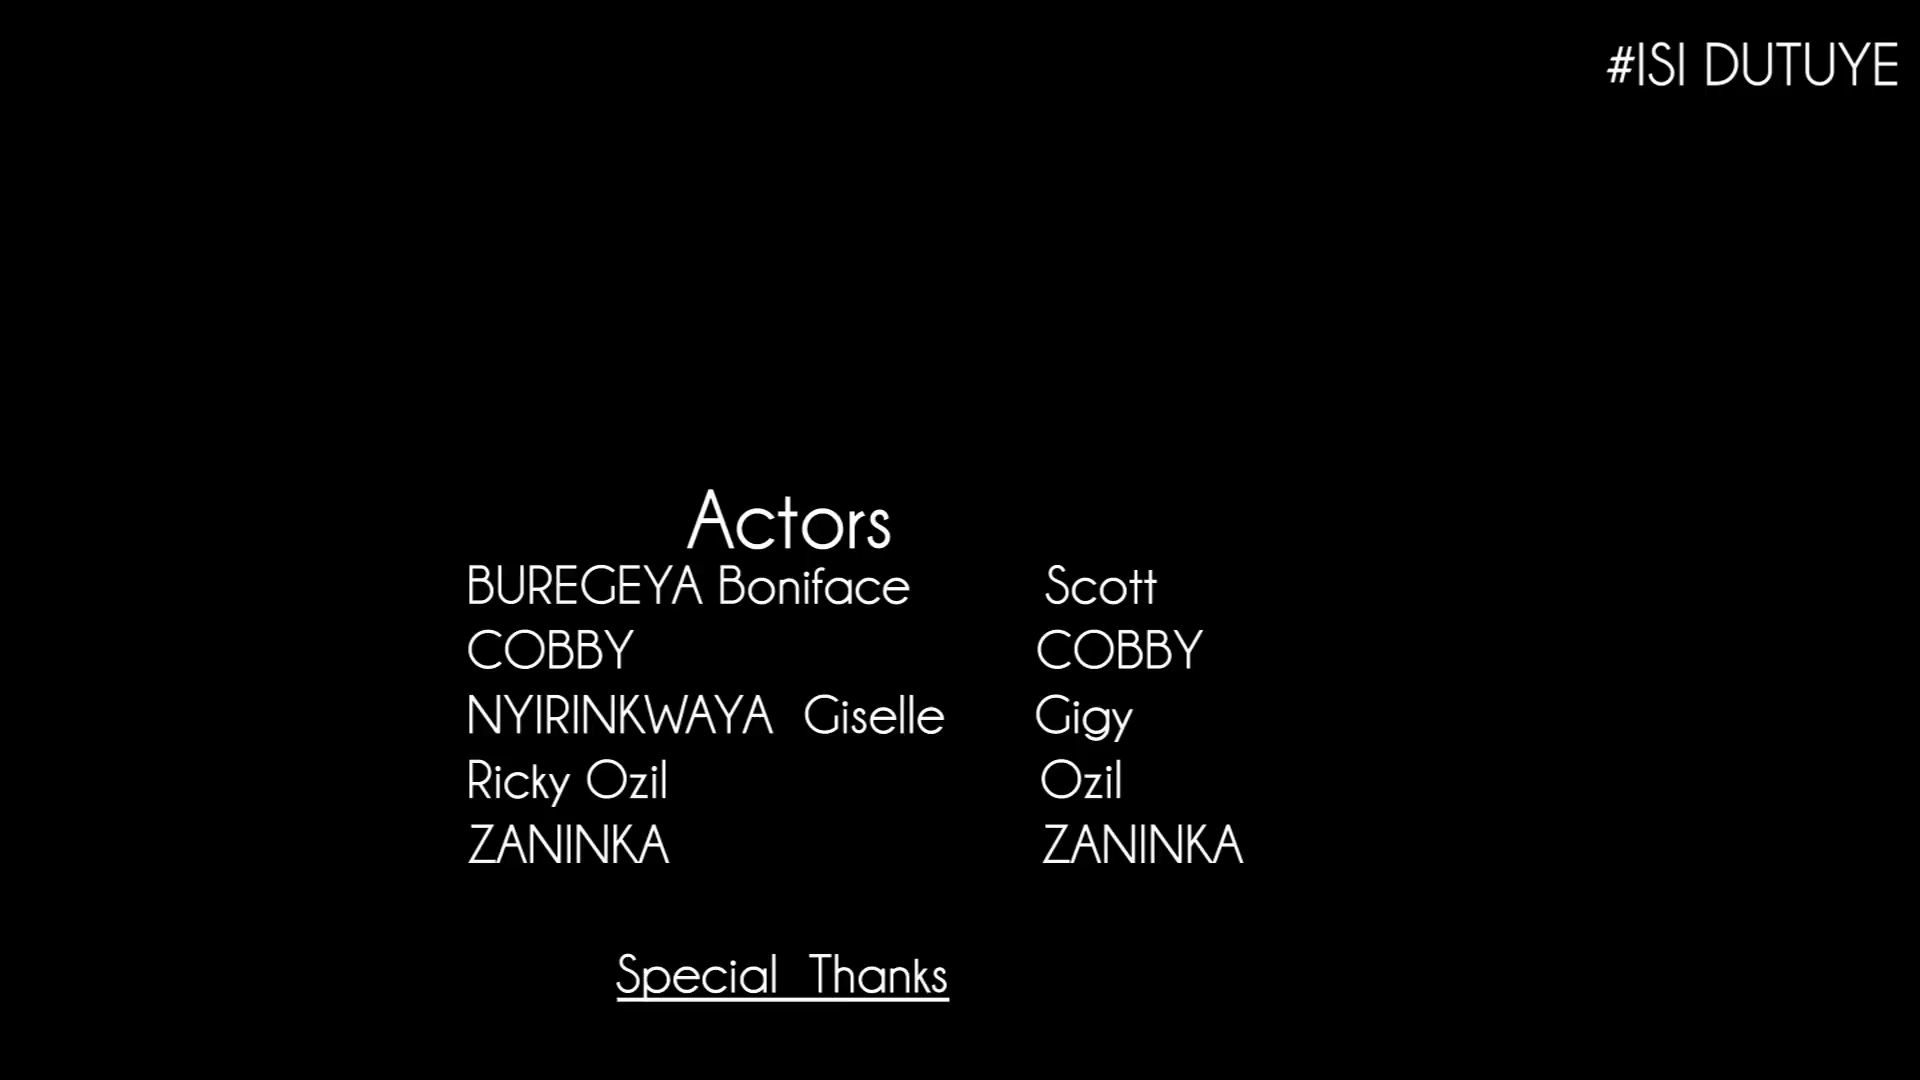 #ISI DUTUYE
Actors
BUREGEYA Boniface Scott
COBBY COBBY
NYIRINKWAYA Giselle Gigy
Ricky Ozil Ozil
ZANINKA ZANINKA
Special Thanks